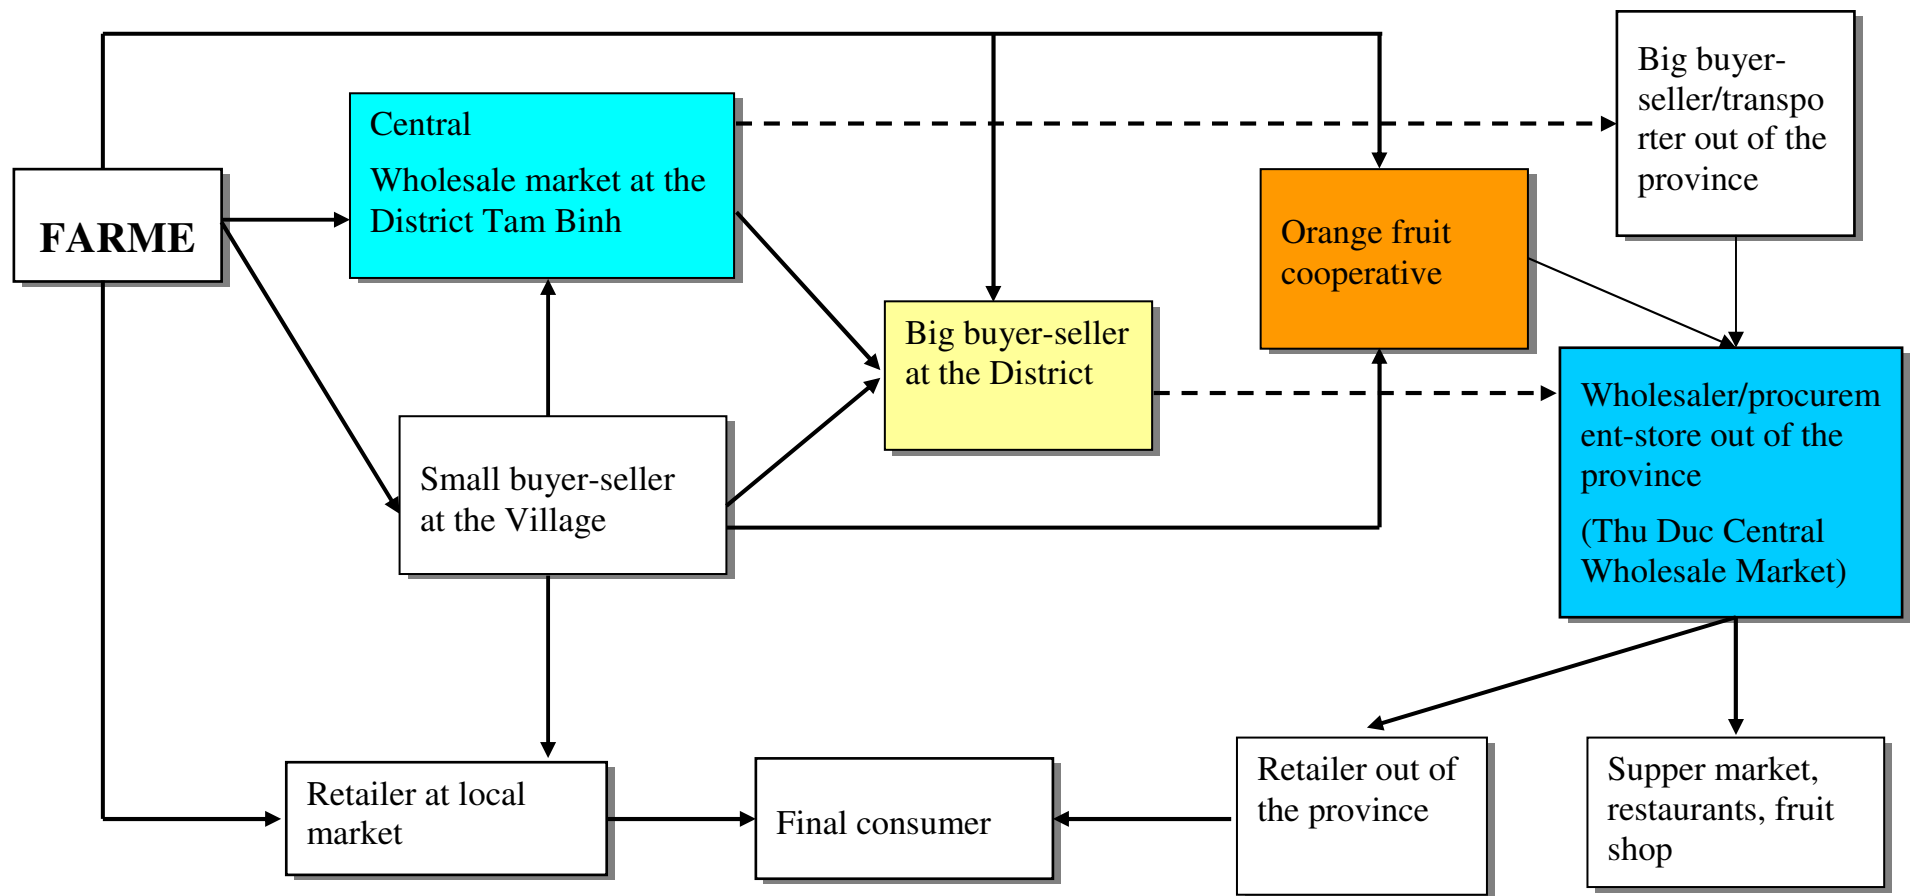 Big buyer-
seller/transpo
rter out of the
province
Central
Wholesale market at the
District Tam Binh
FARME
Orange fruit
cooperative
Big buyer-seller
at the District
Wholesaler/procurem
ent-store out of the
province
(Thu Duc Central
Wholesale Market)
Small buyer-seller
at the Village
Retailer at local
market
Final consumer
Retailer out of
the province
Supper market,
restaurants, fruit
shop